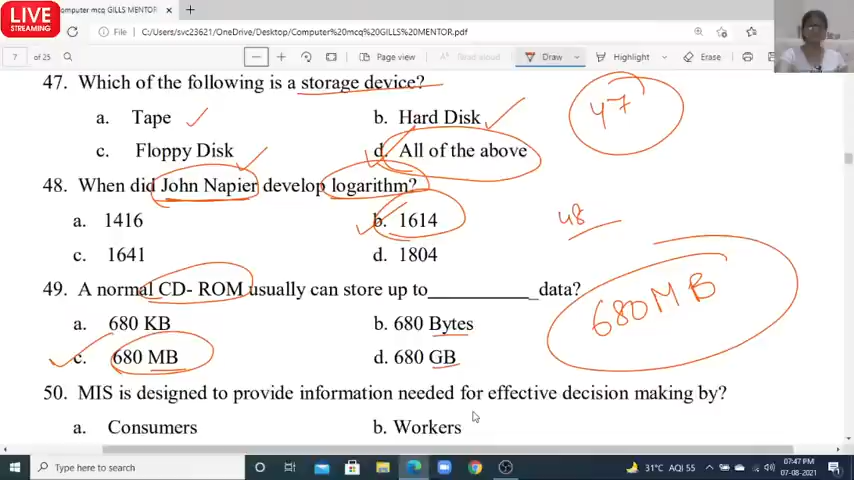 LIVE
STREAMING
Computer mcq GILLS MENTOR.
File
C:/Users/svc23621/OneDrive/Desktop/Computer%20mcq%20GILLS%20MENTOR.pdf
7 of 25
Page view
Read aloud
Draw
Highlight
Erase
47. Which of the following is a storage device?
a. Tape b. Hard Disk
c. Floppy Disk d. All of the above
47
48. When did John Napier develop logarithm?
a. 1416 b. 1614
c. 1641 d. 1804
48
49. A normal CD- ROM usually can store up to___________data?
a. 680 KB b. 680 Bytes
c. 680 MB d. 680 GB
680 MB
50. MIS is designed to provide information needed for effective decision making by?
a. Consumers b. Workers
Type here to search
31°C AQI 55
07:47 PM
07-08-2021